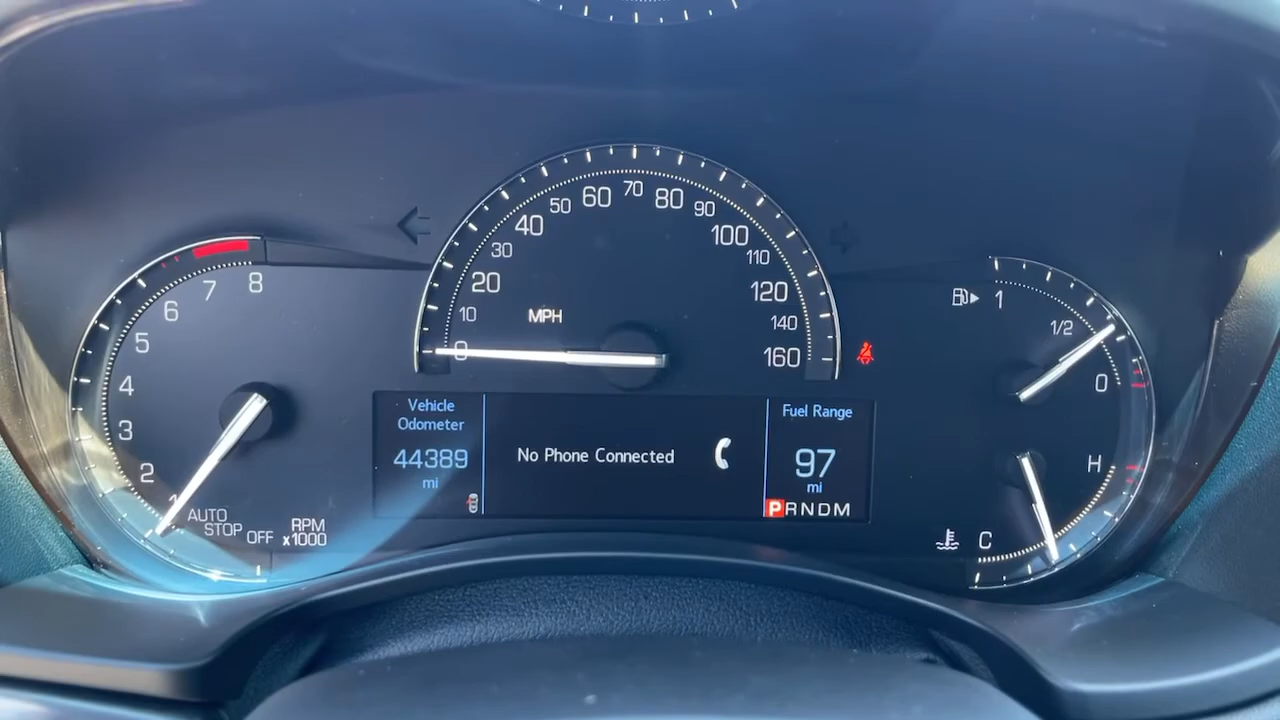 8
7
6
5
4
3
2
1
AUTO
STOP
OFF
RPM
x1000
0
10
20
30
40
50
60
70
80
90
100
110
120
140
160
MPH
Vehicle
Odometer
44389
mi
No Phone Connected
Fuel Range
97
mi
PRNDM
1
1/2
0
H
C